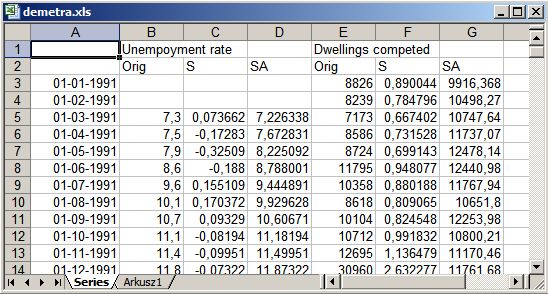 demetra.xls
A B C D E F G
1 Unempoyment rate Dwellings competed
2 Orig S SA Orig S SA
3 01-01-1991 8826 0,890044 9916,368
4 01-02-1991 8239 0,784796 10498,27
5 01-03-1991 7,3 0,073662 7,226338 7173 0,667402 10747,64
6 01-04-1991 7,5 -0,17283 7,672831 8586 0,731528 11737,07
7 01-05-1991 7,9 -0,32509 8,225092 8724 0,699143 12478,14
8 01-06-1991 8,6 -0,188 8,788001 11795 0,948077 12440,98
9 01-07-1991 9,6 0,155109 9,444891 10358 0,880188 11767,94
10 01-08-1991 10,1 0,170372 9,929628 8618 0,809065 10651,8
11 01-09-1991 10,7 0,09329 10,60671 10104 0,824548 12253,98
12 01-10-1991 11,1 -0,08194 11,18194 10712 0,991832 10800,21
13 01-11-1991 11,4 -0,09951 11,49951 12695 1,136479 11170,46
14 01-12-1991 11,8 -0,07322 11,87322 30960 2,632277 11761,68
Series Arkusz1